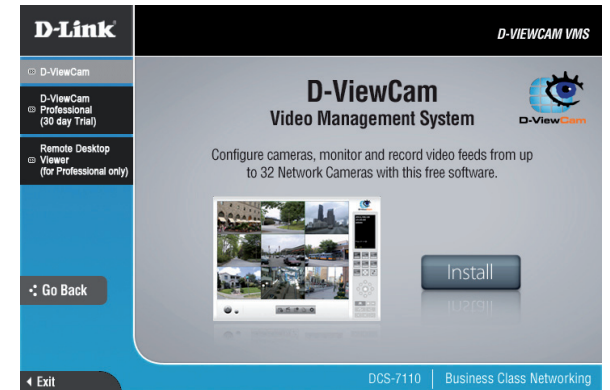 D-Link
D-VIEWCAM VMS
D-ViewCam
D-ViewCam
Professional
(30 day Trial)
Remote Desktop
Viewer
(for Professional only)
Go Back
Exit
D-ViewCam
Video Management System
D-ViewCam
Configure cameras, monitor and record video feeds from up
to 32 Network Cameras with this free software.
Install
DCS-7110
Business Class Networking